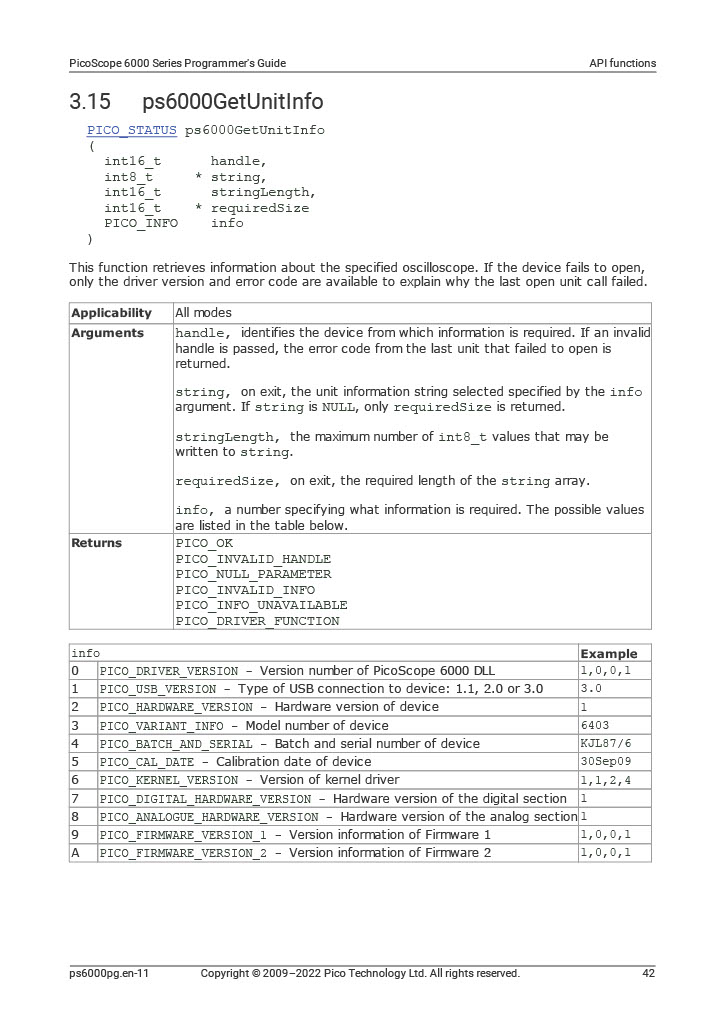 PicoScope 6000 Series Programmer's Guide API functions
3.15 ps6000GetUnitInfo
PICO_STATUS ps6000GetUnitInfo
(
int16_t handle,
int8_t * string,
int16_t stringLength,
int16_t * requiredSize
PICO_INFO info
)
This function retrieves information about the specified oscilloscope. If the device fails to open,
only the driver version and error code are available to explain why the last open unit call failed.
Applicability All modes
Arguments handle, identifies the device from which information is required. If an invalid
handle is passed, the error code from the last unit that failed to open is
returned.
string, on exit, the unit information string selected specified by the info
argument. If string is NULL, only requiredSize is returned.
stringLength, the maximum number of int8_t values that may be
written to string.
requiredSize, on exit, the required length of the string array.
info, a number specifying what information is required. The possible values
are listed in the table below.
Returns PICO_OK
PICO_INVALID_HANDLE
PICO_NULL_PARAMETER
PICO_INVALID_INFO
PICO_INFO_UNAVAILABLE
PICO_DRIVER_FUNCTION
info Example
0 PICO_DRIVER_VERSION – Version number of PicoScope 6000 DLL 1,0,0,1
1 PICO_USB_VERSION – Type of USB connection to device: 1.1, 2.0 or 3.0 3.0
2 PICO_HARDWARE_VERSION – Hardware version of device 1
3 PICO_VARIANT_INFO – Model number of device 6403
4 PICO_BATCH_AND_SERIAL – Batch and serial number of device KJL87/6
5 PICO_CAL_DATE – Calibration date of device 30Sep09
6 PICO_KERNEL_VERSION – Version of kernel driver 1,1,2,4
7 PICO_DIGITAL_HARDWARE_VERSION – Hardware version of the digital section 1
8 PICO_ANALOGUE_HARDWARE_VERSION – Hardware version of the analog section 1
9 PICO_FIRMWARE_VERSION_1 – Version information of Firmware 1 1,0,0,1
A PICO_FIRMWARE_VERSION_2 – Version information of Firmware 2 1,0,0,1
ps6000pg.en-11 Copyright © 2009–2022 Pico Technology Ltd. All rights reserved. 42